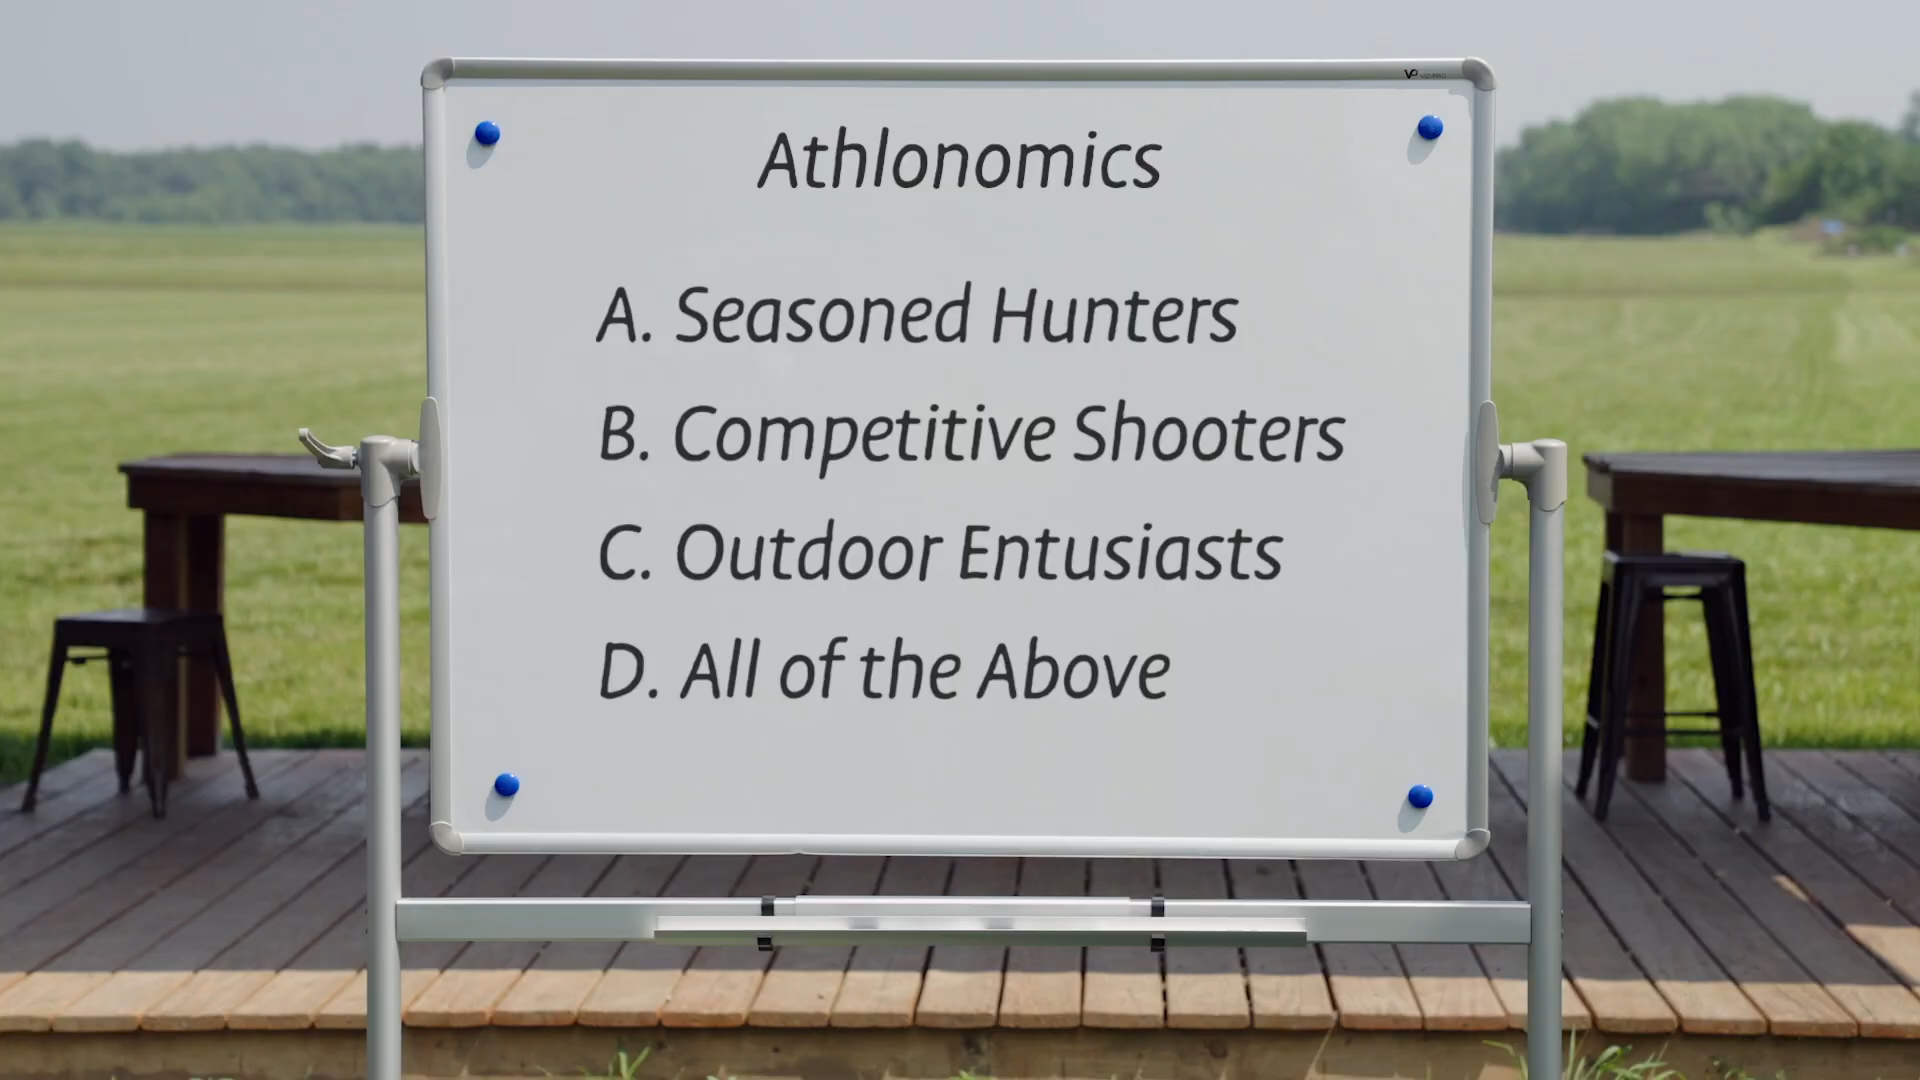 Athlonomics
A. Seasoned Hunters
B. Competitive Shooters
C. Outdoor Entusiasts
D. All of the Above